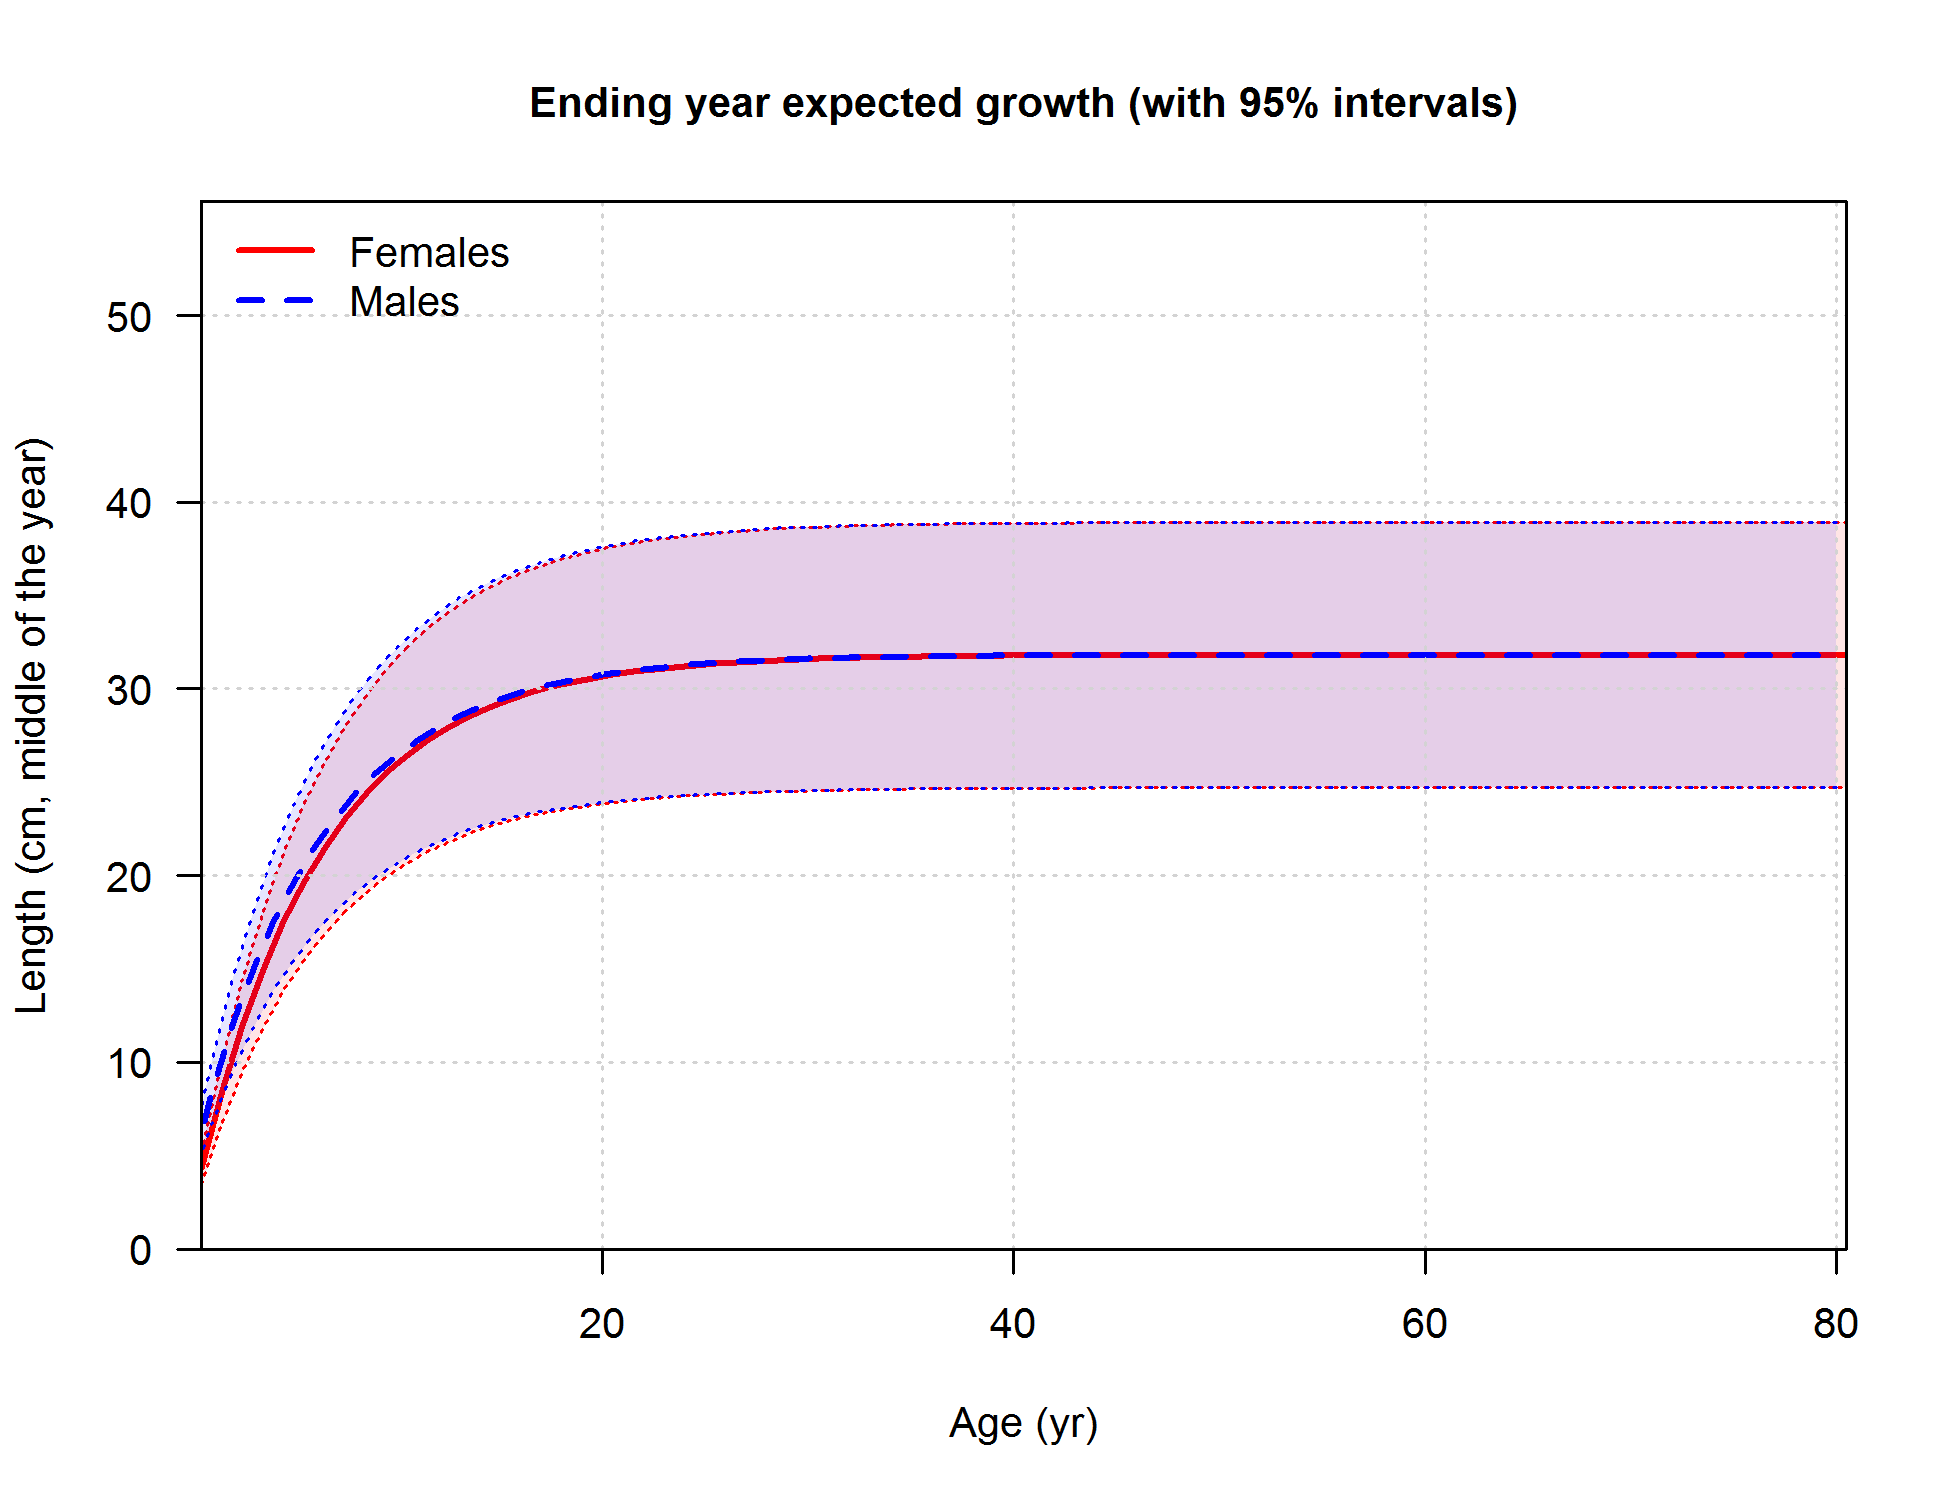 Ending year expected growth (with 95% intervals)
Females
Males
50
40
30
20
10
0
Length (cm, middle of the year)
20 40 60 80
Age (yr)